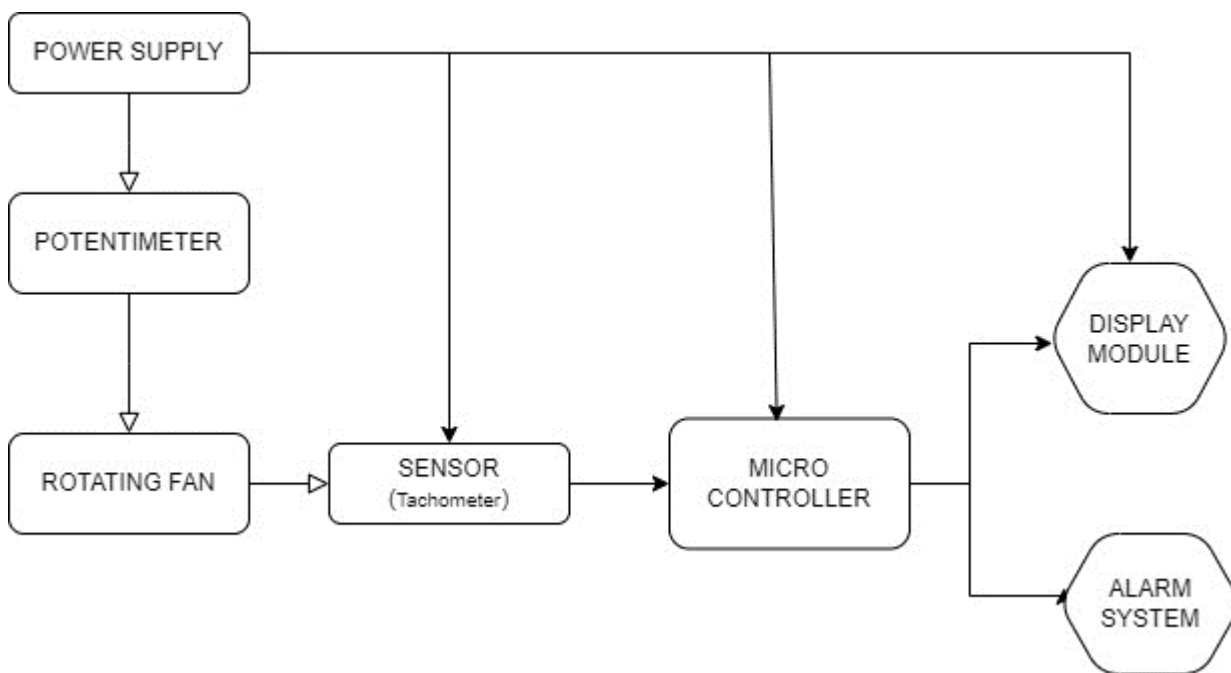 POWER SUPPLY
POTENTIMETER
ROTATING FAN
SENSOR
(Tachometer)
MICRO
CONTROLLER
DISPLAY
MODULE
ALARM
SYSTEM